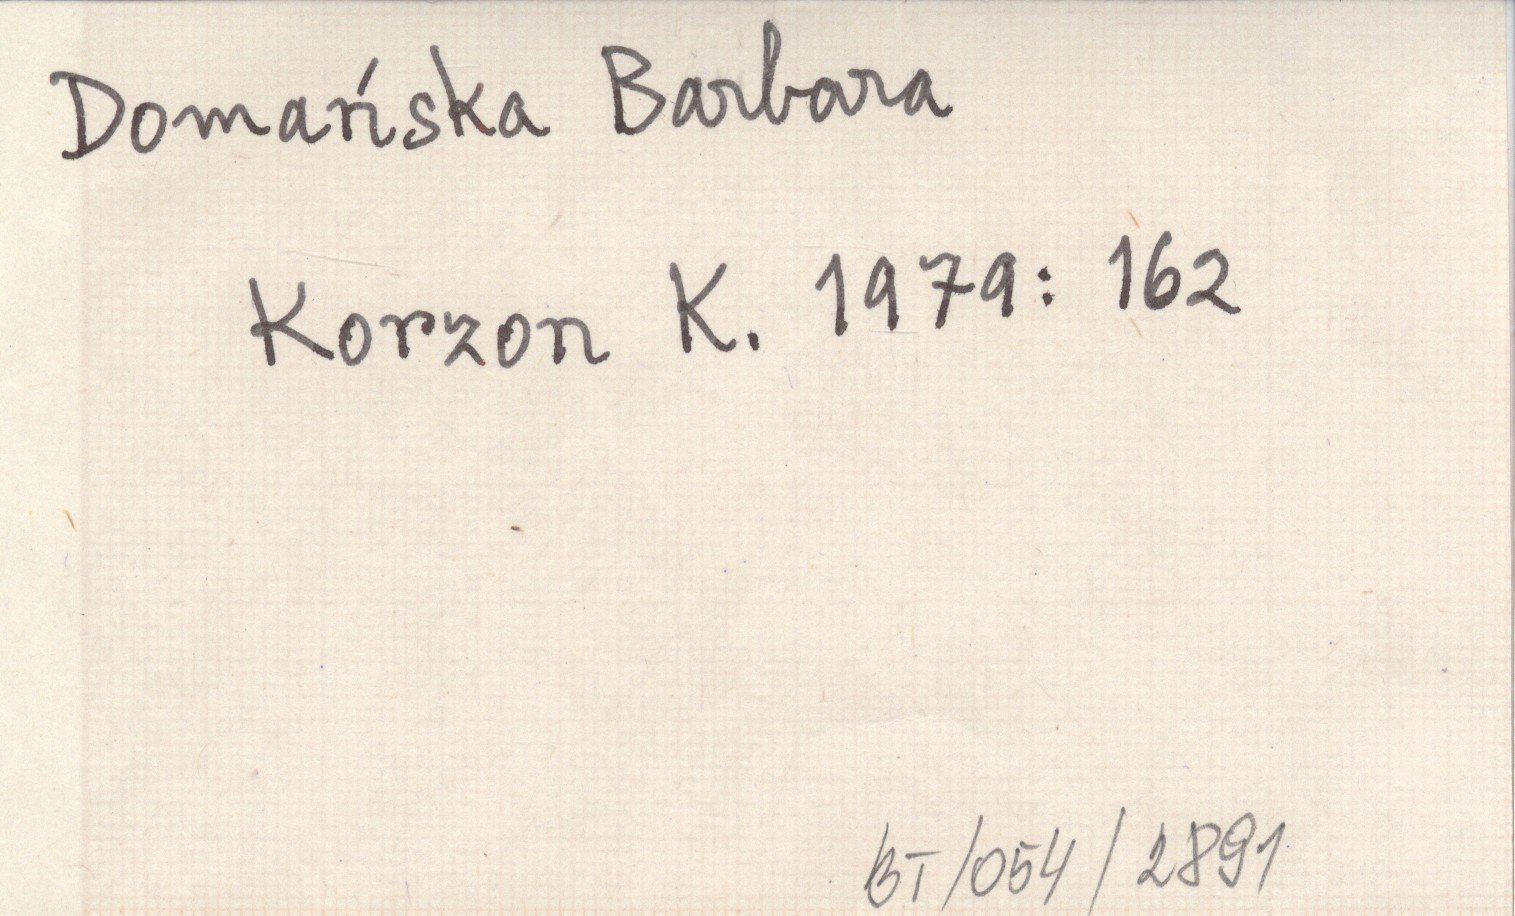 Domańska Barbara
Korzon K. 1979: 162
BT/054/2891